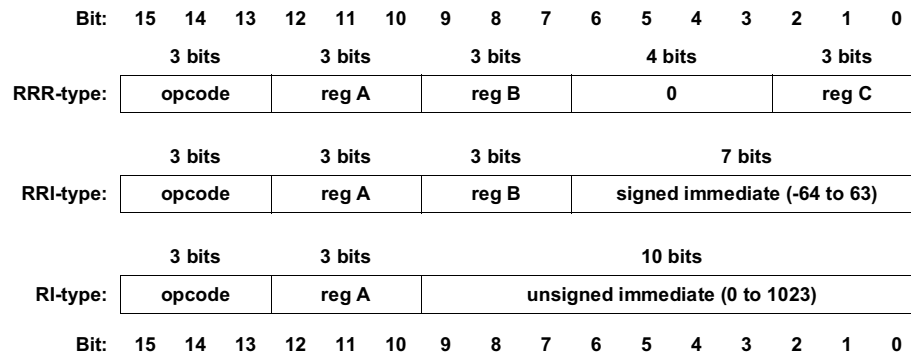 Bit: 15 14 13 12 11 10 9 8 7 6 5 4 3 2 1 0
3 bits 3 bits 3 bits 4 bits 3 bits
RRR-type: opcode reg A reg B 0 reg C
3 bits 3 bits 3 bits 7 bits
RRI-type: opcode reg A reg B signed immediate (-64 to 63)
3 bits 3 bits 10 bits
RI-type: opcode reg A unsigned immediate (0 to 1023)
Bit: 15 14 13 12 11 10 9 8 7 6 5 4 3 2 1 0